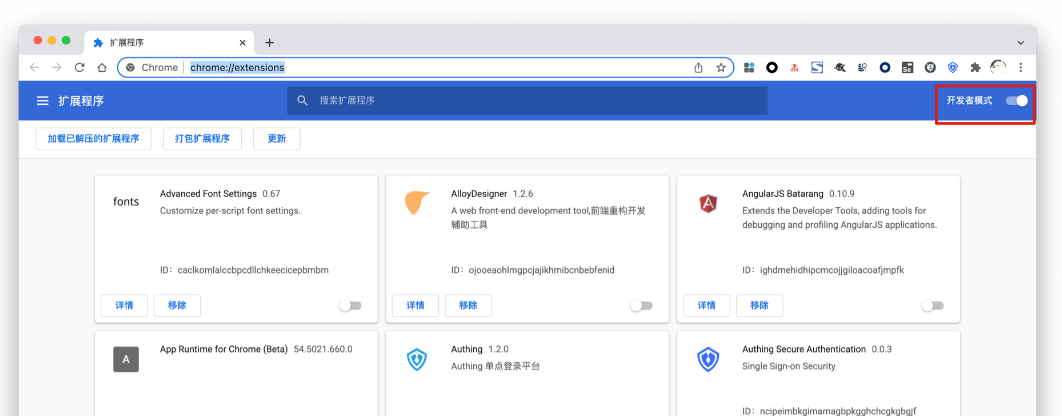 扩展程序
Chrome | chrome://extensions
扩展程序
搜索扩展程序
开发者模式
加载已解压的扩展程序
打包扩展程序
更新
fonts
Advanced Font Settings 0.67
Customize per-script font settings.
ID: caclkomlalccbpcdllchkeecicepbmbm
详情
移除
AlloyDesigner 1.2.6
A web front-end development tool,前端重构开发
辅助工具
ID: ojooeaohlmgpcjajikhmibcnbebfenid
详情
移除
AngularJS Batarang 0.10.9
Extends the Developer Tools, adding tools for
debugging and profiling AngularJS applications.
ID: ighdmehidhipcmcojjgiloacoafjmpfk
详情
移除
A
App Runtime for Chrome (Beta) 54.5021.660.0
Authing 1.2.0
Authing 单点登录平台
Authing Secure Authentication 0.0.3
Single Sign-on Security
ID: ncipeimbkgimamagbpkgghchcgkgbgjf